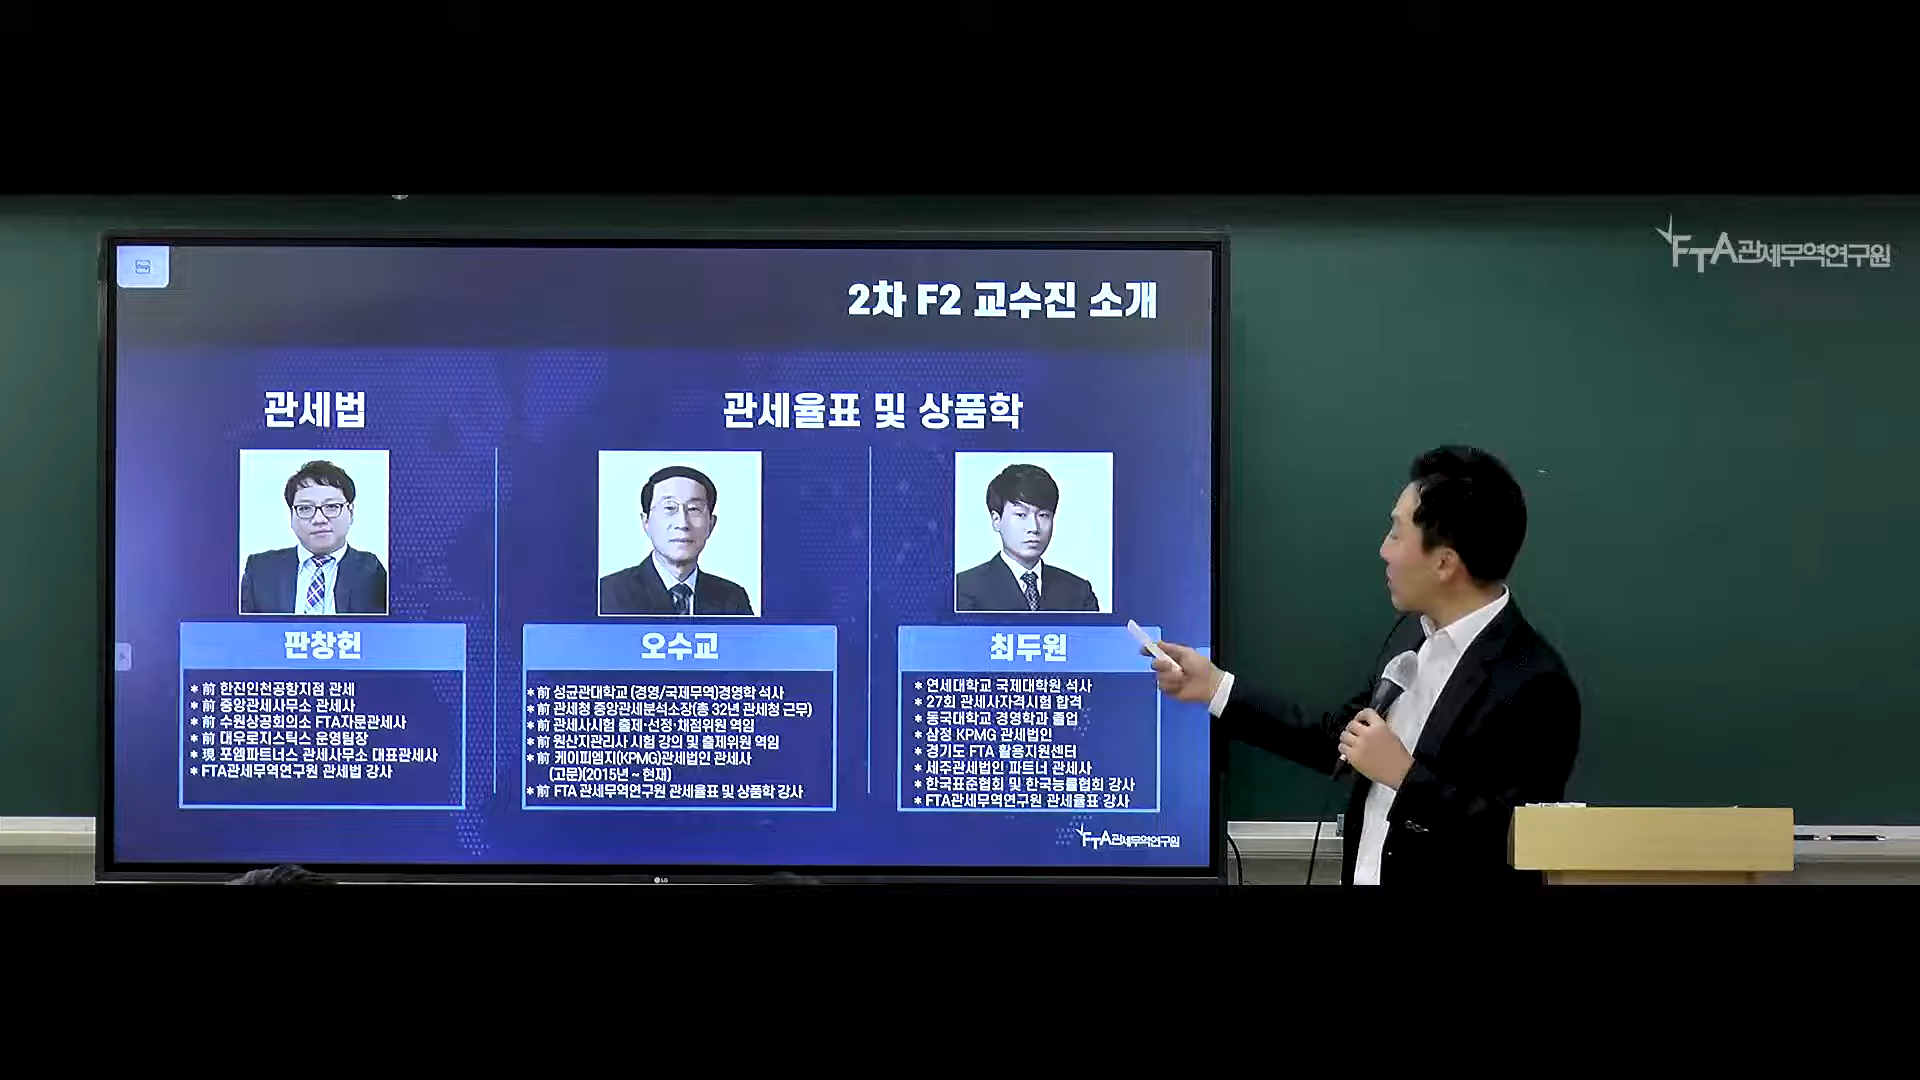 FTA관세무역연구원
2차 F2 교수진 소개
관세법
관세율표 및 상품학
판창헌
* 前 한진인천공항지점 관세
* 前 중앙관세사무소 관세사
* 前 수원상공회의소 FTA자문관세사
* 前 대우로지스틱스 운영팀장
* 現 포엠파트너스 관세사무소 대표관세사
* FTA관세무역연구원 관세법 강사
오수교
* 前 성균관대학교 (경영/국제무역)경영학 석사
* 前 관세청 중앙관세분석소장(총 32년 관세청 근무)
* 前 관세사시험 출제·선정·채점위원 역임
* 前 원산지관리사 시험 강의 및 출제위원 역임
* 前 케이피엠지(KPMG)관세법인 관세사
(고문)(2015년 ~ 현재)
* 前 FTA 관세무역연구원 관세율표 및 상품학 강사
최두원
* 연세대학교 국제대학원 석사
* 27회 관세사자격시험 합격
* 동국대학교 경영학과 졸업
* 삼정 KPMG 관세법인
* 경기도 FTA 활용지원센터
* 세주관세법인 파트너 관세사
* 한국표준협회 및 한국능률협회 강사
* FTA관세무역연구원 관세율표 강사
FTA관세무역연구원
LG